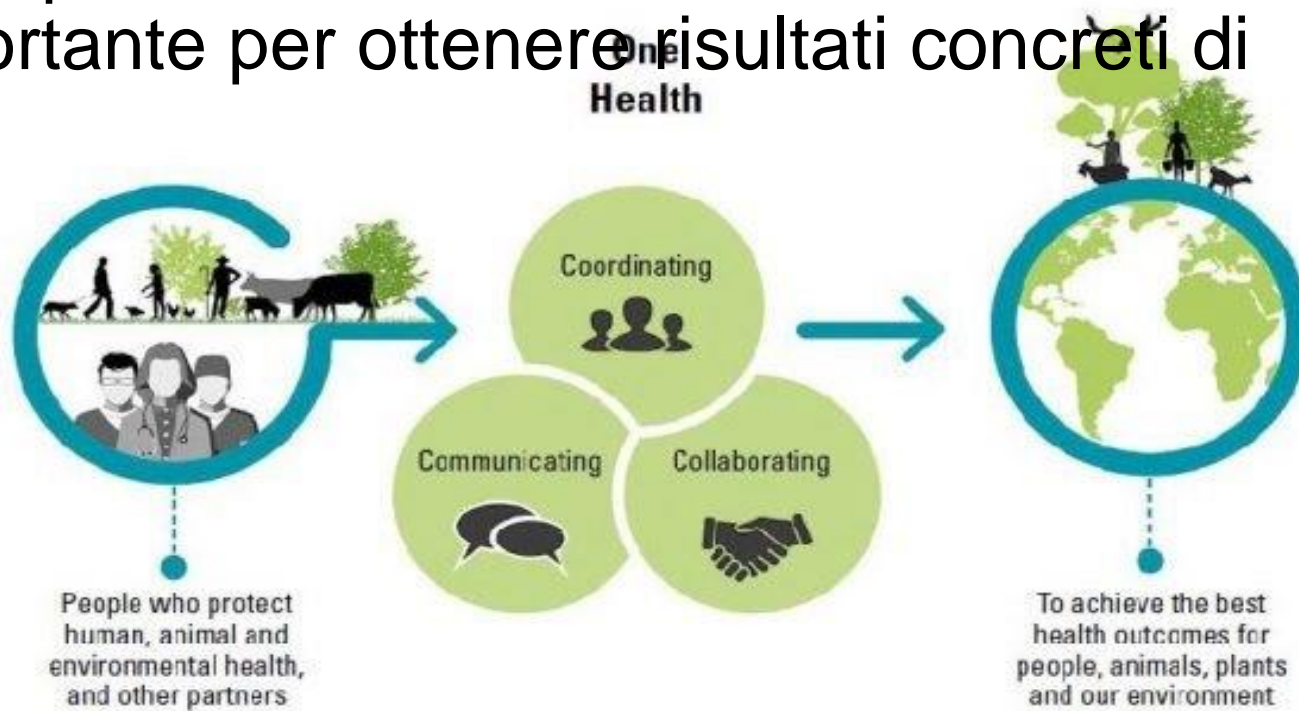 ortante per ottenere risultati concreti di
One
Health
Coordinating
Communicating
Collaborating
People who protect
human, animal and
environmental health,
and other partners
To achieve the best
health outcomes for
people, animals, plants
and our environment